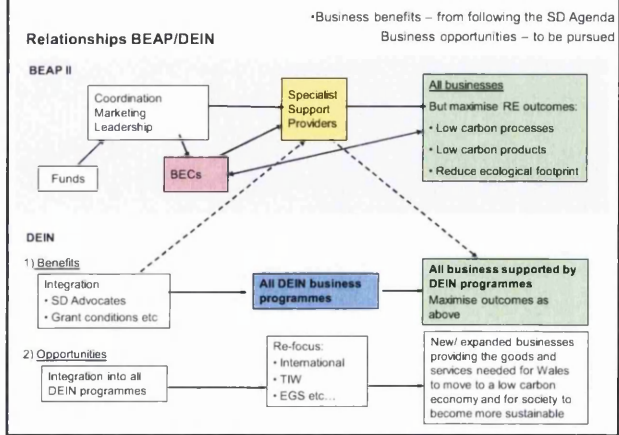 •Business benefits – from following the SD Agenda
Relationships BEAP/DEIN
Business opportunities – to be pursued
BEAP II
Coordination
Marketing
Leadership
Specialist
Support
Providers
All businesses
But maximise RE outcomes:
• Low carbon processes
• Low carbon products
• Reduce ecological footprint
Funds
BECs
DEIN
1) Benefits
Integration
• SD Advocates
• Grant conditions etc
All DEIN business
programmes
All business supported by
DEIN programmes
Maximise outcomes as
above
2) Opportunities
Integration into all
DEIN programmes
Re-focus:
• International
• TIW
• EGS etc...
New/ expanded businesses
providing the goods and
services needed for Wales
to move to a low carbon
economy and for society to
become more sustainable